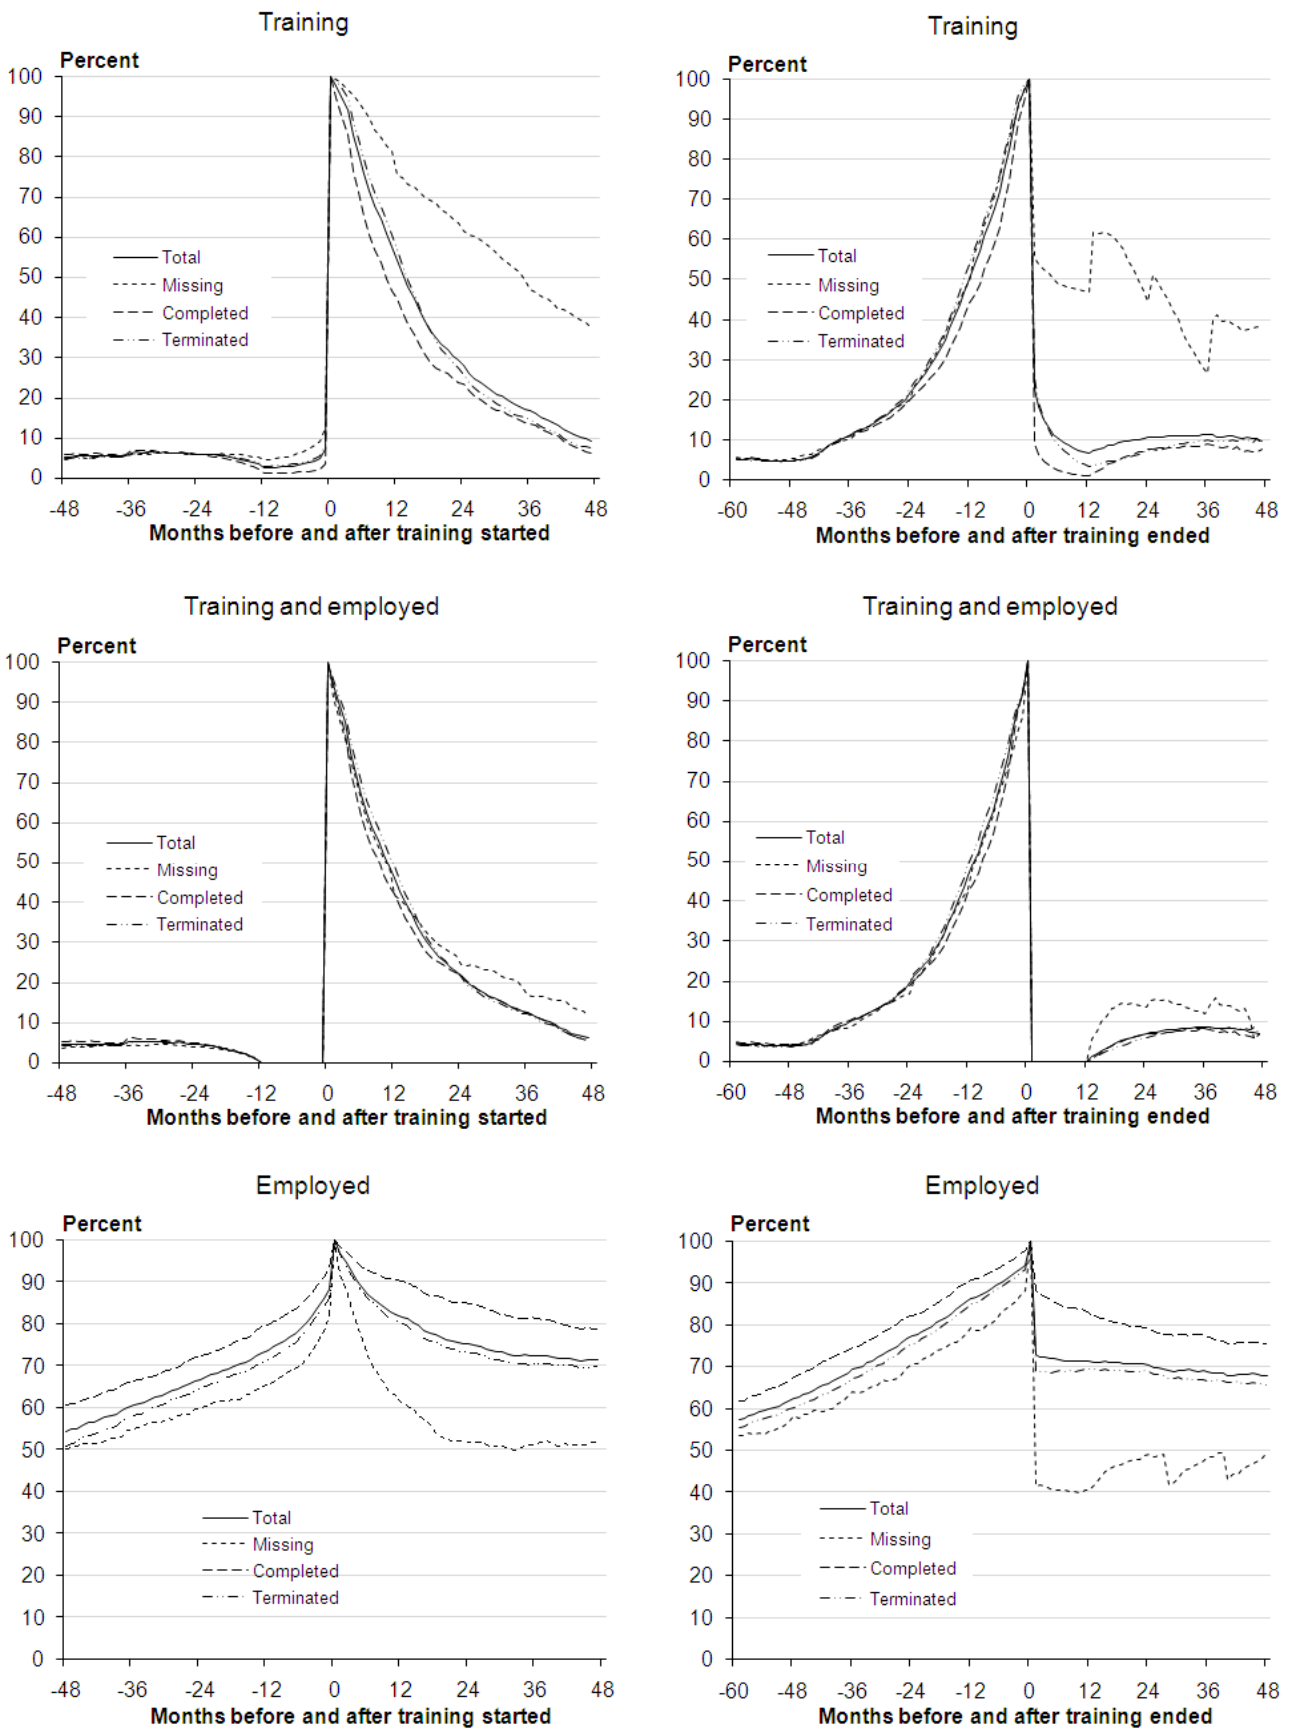 Training
Percent
100
90
80
70
60
50
40
30
20
10
0
Total
Missing
Completed
Terminated
-48 -36 -24 -12 0 12 24 36 48
Months before and after training started
Training
Percent
100
90
80
70
60
50
40
30
20
10
0
Total
Missing
Completed
Terminated
-60 -48 -36 -24 -12 0 12 24 36 48
Months before and after training ended
Training and employed
Percent
100
90
80
70
60
50
40
30
20
10
0
Total
Missing
Completed
Terminated
-48 -36 -24 -12 0 12 24 36 48
Months before and after training started
Training and employed
Percent
100
90
80
70
60
50
40
30
20
10
0
Total
Missing
Completed
Terminated
-60 -48 -36 -24 -12 0 12 24 36 48
Months before and after training ended
Employed
Percent
100
90
80
70
60
50
40
30
20
10
0
Total
Missing
Completed
Terminated
-48 -36 -24 -12 0 12 24 36 48
Months before and after training started
Employed
Percent
100
90
80
70
60
50
40
30
20
10
0
Total
Missing
Completed
Terminated
-60 -48 -36 -24 -12 0 12 24 36 48
Months before and after training ended